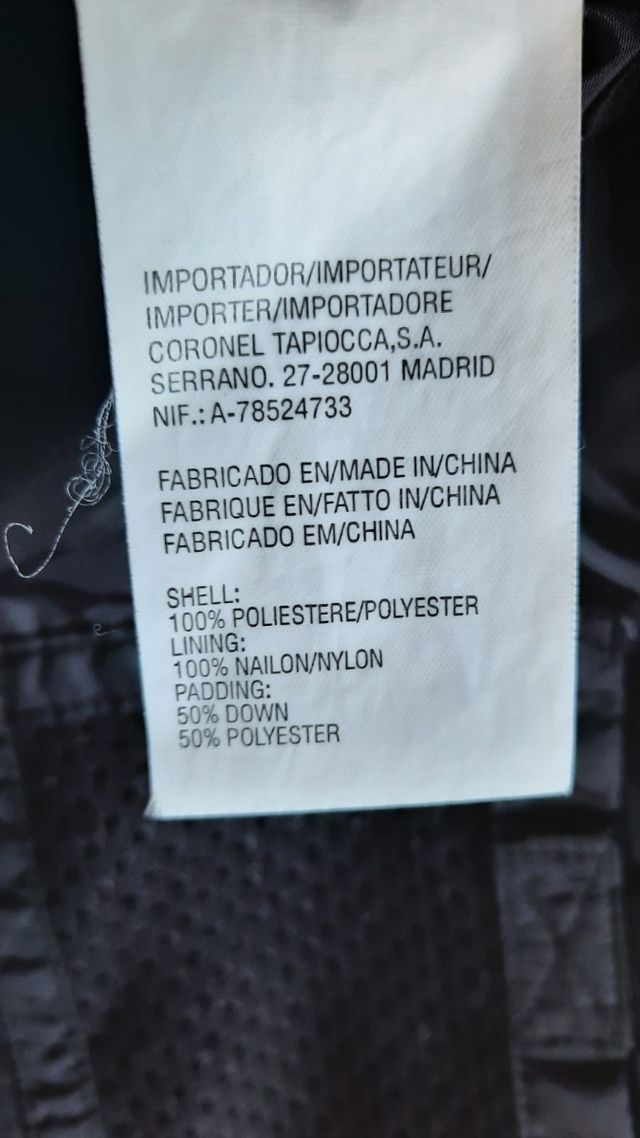 IMPORTADOR/IMPORTATEUR/
IMPORTER/IMPORTADORE
CORONEL TAPIOCCA,S.A.
SERRANO. 27-28001 MADRID
NIF.: A-78524733
FABRICADO EN/MADE IN/CHINA
FABRIQUE EN/FATTO IN/CHINA
FABRICADO EM/CHINA
SHELL:
100% POLIESTERE/POLYESTER
LINING:
100% NAILON/NYLON
PADDING:
50% DOWN
50% POLYESTER